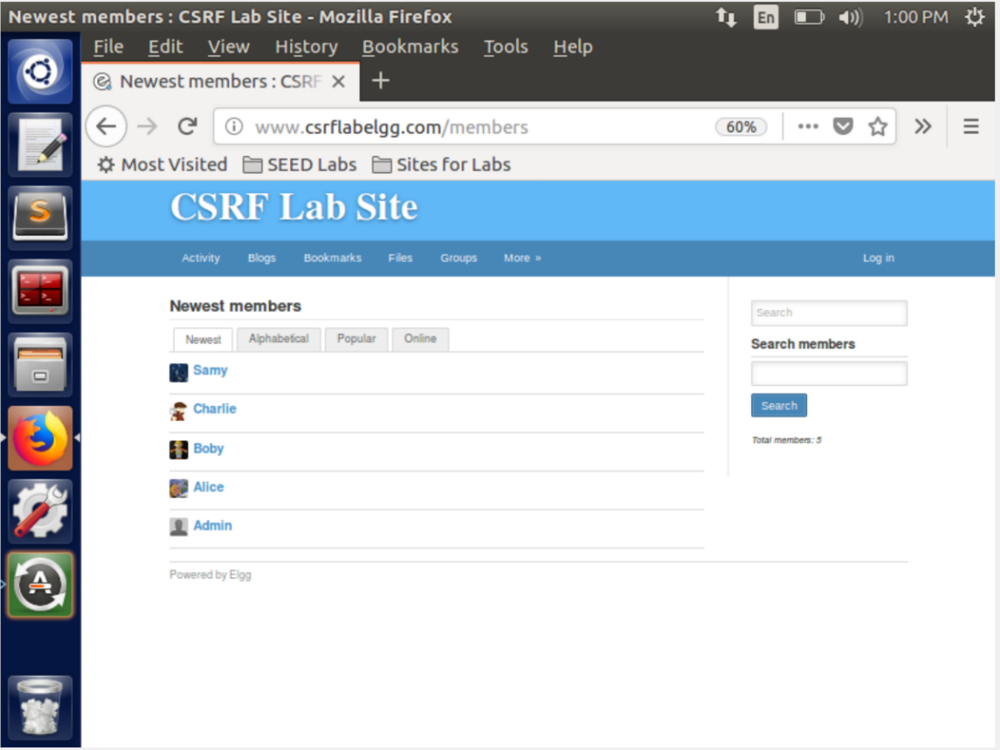 Newest members : CSRF Lab Site - Mozilla Firefox
En
1:00 PM
File Edit View History Bookmarks Tools Help
Newest members : CSRF
www.csrflabelgg.com/members
60%
Most Visited SEED Labs Sites for Labs
CSRF Lab Site
Activity Blogs Bookmarks Files Groups More » Log in
Newest members
Newest Alphabetical Popular Online
Samy
Charlie
Boby
Alice
Admin
Search
Search members
Search
Total members: 5
Powered by Elgg